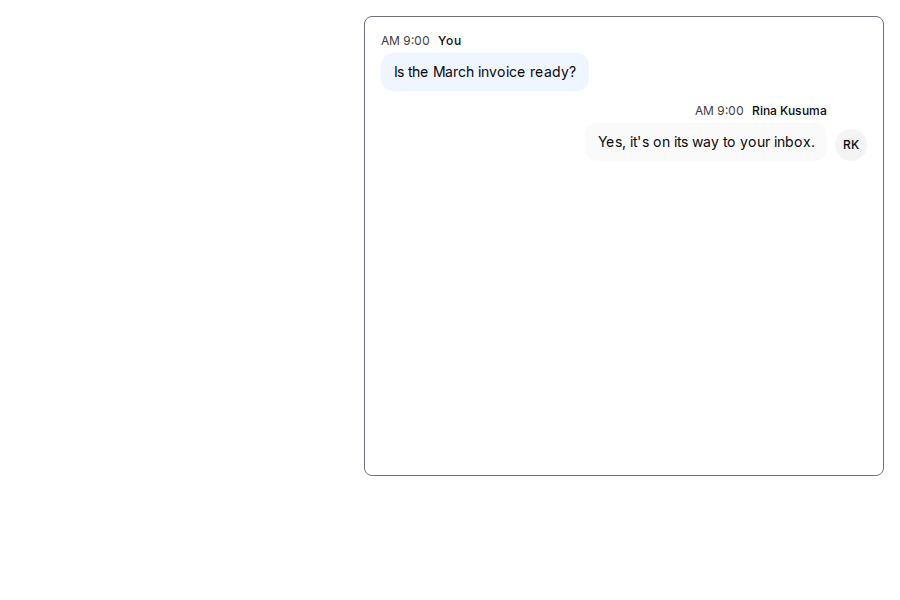 AM 9:00 You
Is the March invoice ready?
AM 9:00 Rina Kusuma
Yes, it's on its way to your inbox.
RK